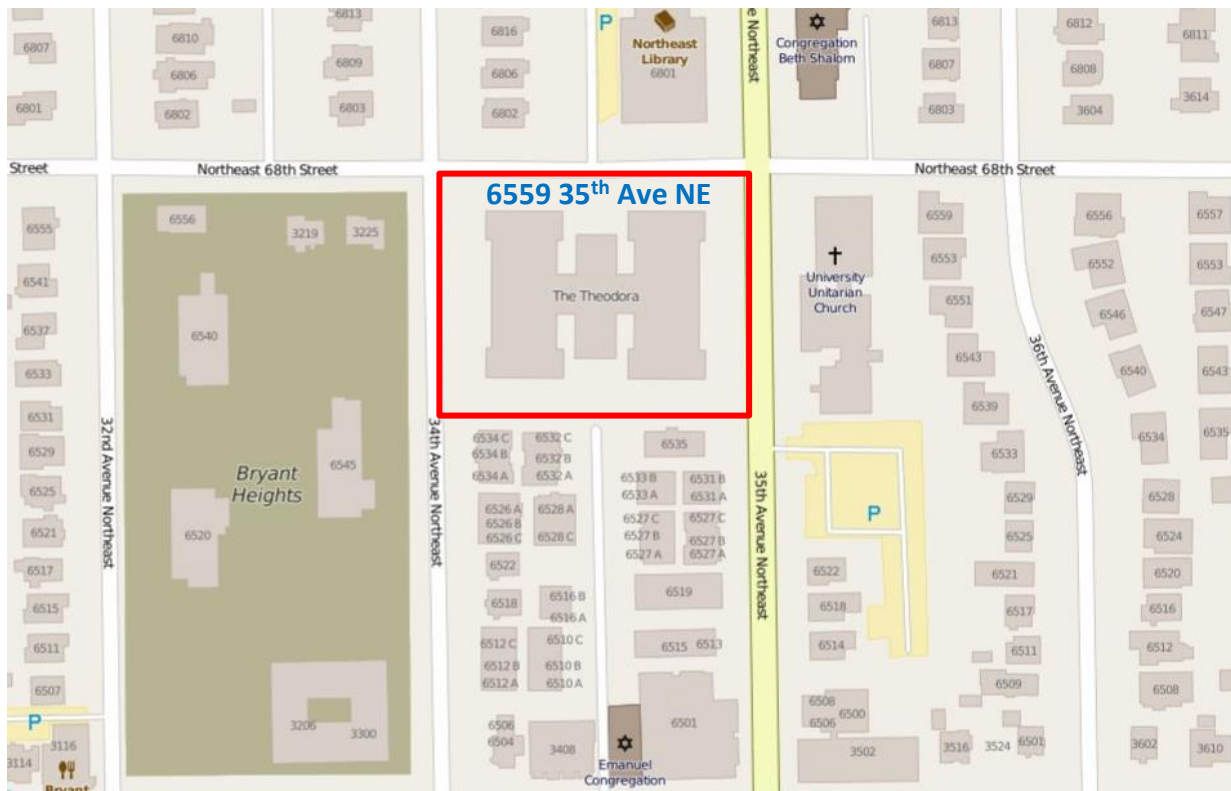 6807
6801
6810
6806
6802
6813
6809
6803
6816
6806
6802
P
Northeast
Library
6801
Congregation
Beth Shalom
6813
6807
6803
6812
6808
3604
6811
3614
Street
Northeast 68th Street
Northeast 68th Street
6559 35th Ave NE
The Theodora
6555
6541
6537
6533
6531
6529
6525
6521
6517
6515
6511
6507
P
3116
3114
Bryant
32nd Avenue Northeast
6556
3219
3225
6540
6545
Bryant
Heights
6520
3206
3300
34th Avenue Northeast
6534 C
6534 B
6534 A
6532 C
6532 B
6532 A
6526 A
6526 B
6526 C
6528 A
6528 C
6522
6518
6516 B
6516 A
6512 C
6512 B
6512 A
6510 C
6510 B
6510 A
6506
6504
3408
6535
6533 B
6533 A
6531 B
6531 A
6527 C
6527 B
6527 A
6527 C
6527 B
6527 A
6519
6515
6513
6501
Emanuel
Congregation
35th Avenue Northeast
University
Unitarian
Church
P
6522
6518
6514
6508
6506
6500
3502
6559
6553
6551
6543
6539
6533
6529
6525
6521
6517
6511
6509
3516
3524
6501
36th Avenue Northeast
6556
6552
6546
6540
6534
6528
6524
6520
6516
6512
6508
3602
3610
6557
6553
6547
6543
6535